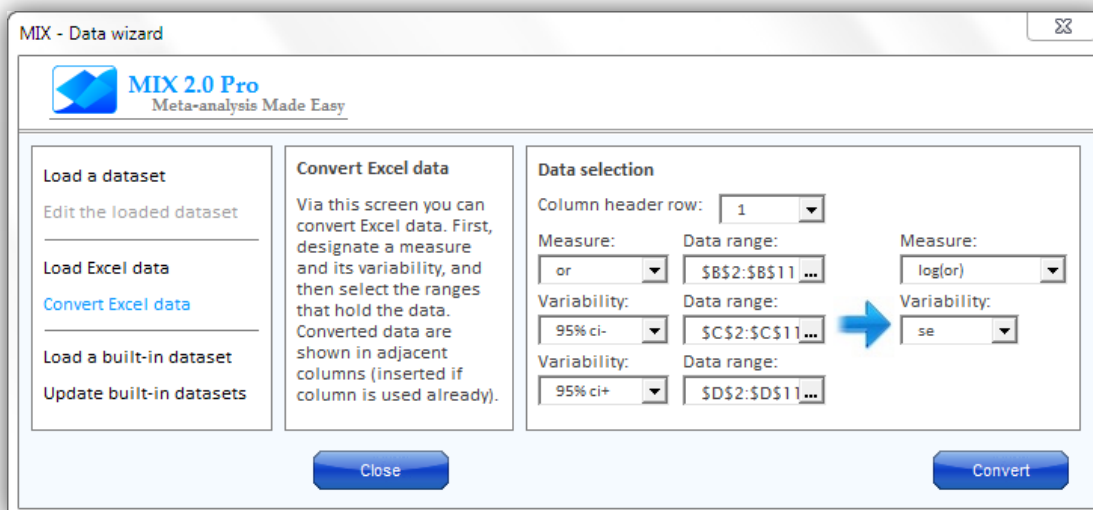 MIX - Data wizard
MIX 2.0 Pro
Meta-analysis Made Easy
Load a dataset
Edit the loaded dataset
Load Excel data
Convert Excel data
Load a built-in dataset
Update built-in datasets
Convert Excel data
Via this screen you can
convert Excel data. First,
designate a measure
and its variability, and
then select the ranges
that hold the data.
Converted data are
shown in adjacent
columns (inserted if
column is used already).
Data selection
Column header row: 1
Measure: Data range: Measure:
or $B$2:$B$11 ... log(or)
Variability: Data range: Variability:
95% ci- $C$2:$C$11 ... se
Variability: Data range:
95% ci+ $D$2:$D$11 ...
Close
Convert